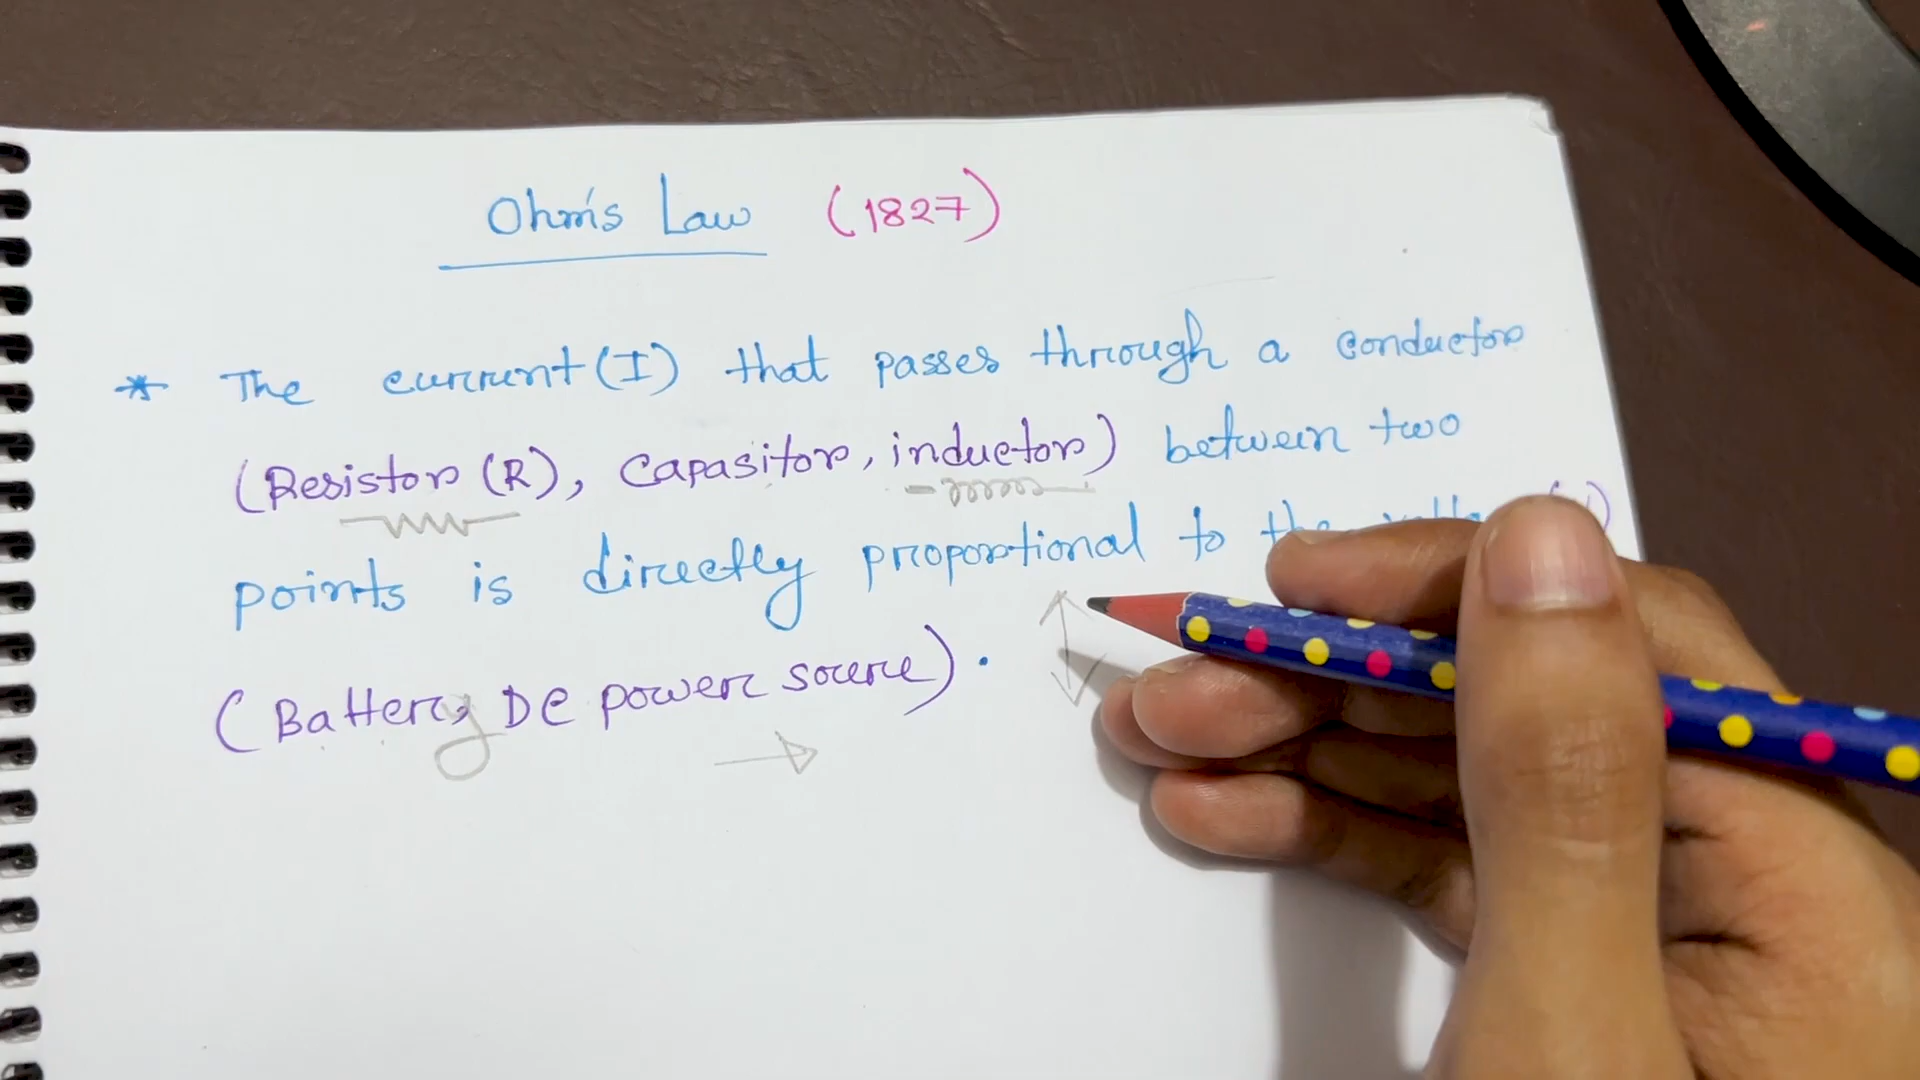 Ohm's Law (1827)
* The current (I) that passes through a conductor
(Resistor (R), Capasitor, inductor) between two
points is directly proportional to the
(Battery, DC power source).